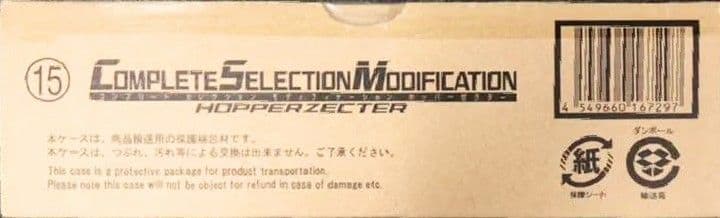 15
COMPLETE SELECTION MODIFICATION
コンプリート セレクション モディフィケーション ホッパーゼクター
HOPPERZECTER
本ケースは、商品輸送用の保護梱包材です。
本ケースは、つぶれ、汚れ等による交換は出来ません。ご了承ください。
This case is a protective package for product transportation.
Please note this case will not be object for refund in case of damage etc.
4 549660 167297
ダンボール
紙
保護シート
輸送箱